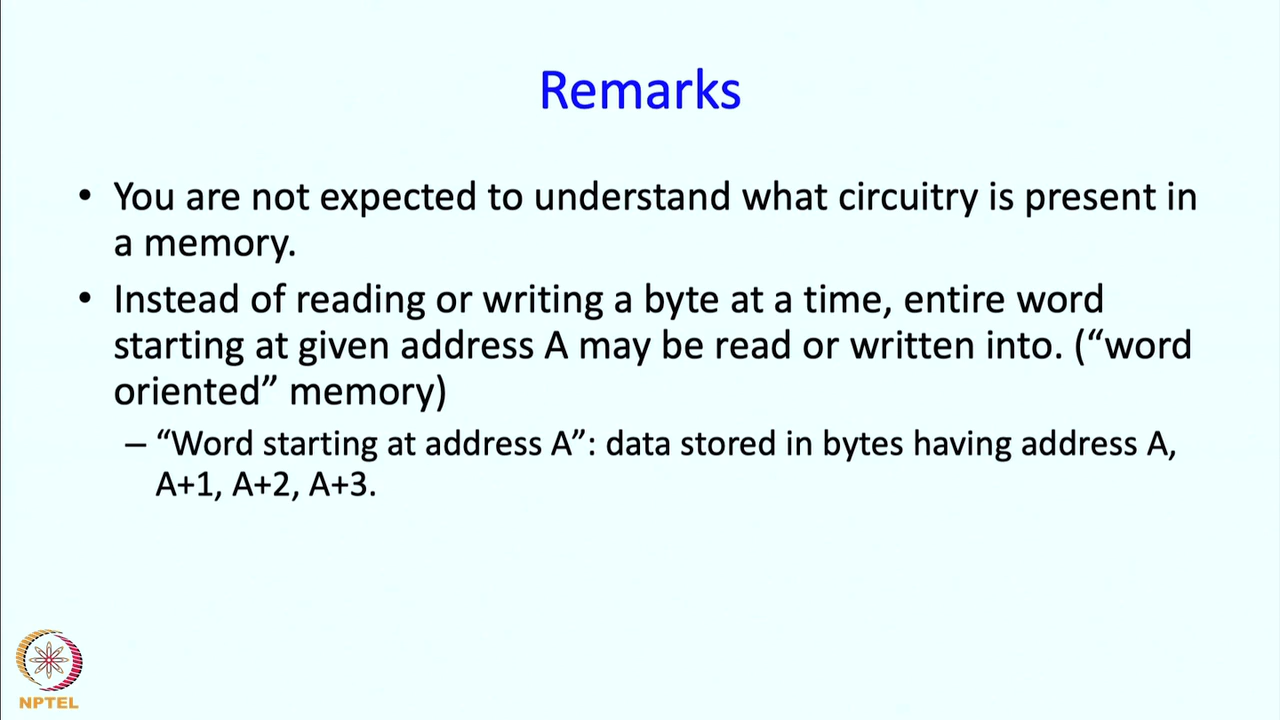 Remarks
• You are not expected to understand what circuitry is present in
a memory.
• Instead of reading or writing a byte at a time, entire word
starting at given address A may be read or written into. (“word
oriented” memory)
– “Word starting at address A”: data stored in bytes having address A,
A+1, A+2, A+3.
NPTEL